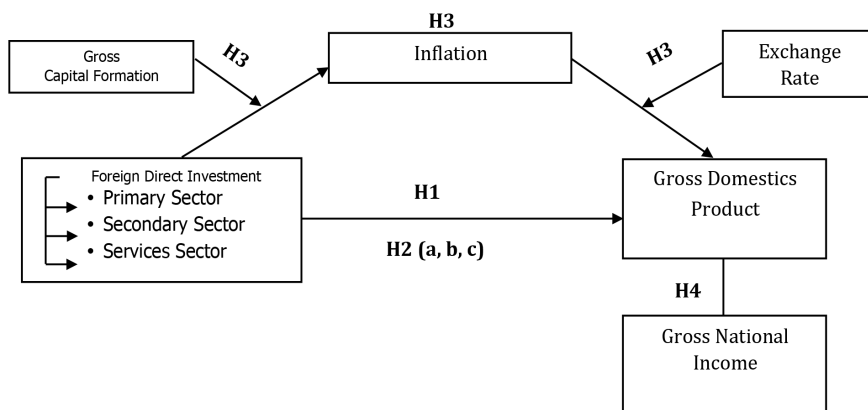 H3
Gross
Capital Formation
H3
Inflation
H3
Exchange
Rate
Foreign Direct Investment
• Primary Sector
• Secondary Sector
• Services Sector
H1
H2 (a, b, c)
Gross Domestics
Product
H4
Gross National
Income